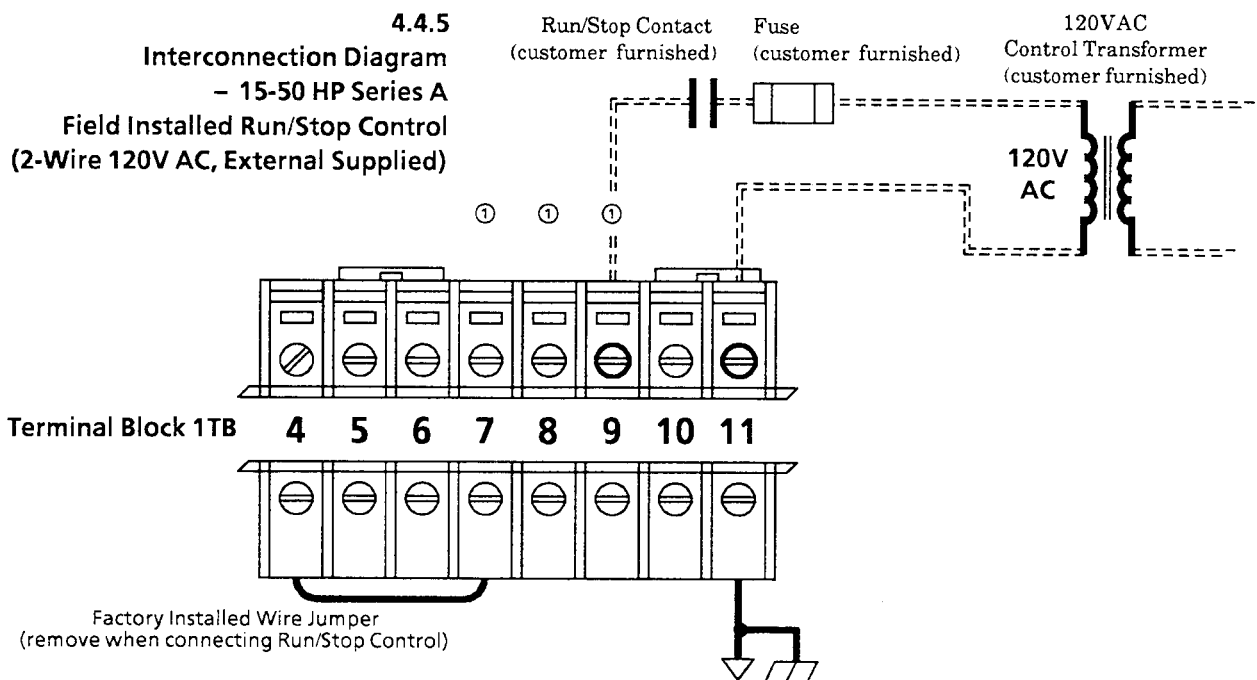 4.4.5
Interconnection Diagram
– 15-50 HP Series A
Field Installed Run/Stop Control
(2-Wire 120V AC, External Supplied)
Run/Stop Contact
(customer furnished)
Fuse
(customer furnished)
120VAC
Control Transformer
(customer furnished)
120V
AC
① ① ①
Terminal Block 1TB 4 5 6 7 8 9 10 11
Factory Installed Wire Jumper
(remove when connecting Run/Stop Control)